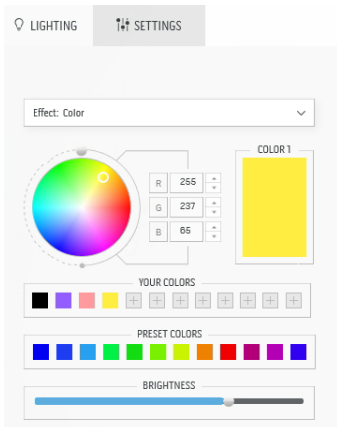 LIGHTING
SETTINGS
Effect: Color
COLOR 1
R 255
G 237
B 65
YOUR COLORS
PRESET COLORS
BRIGHTNESS